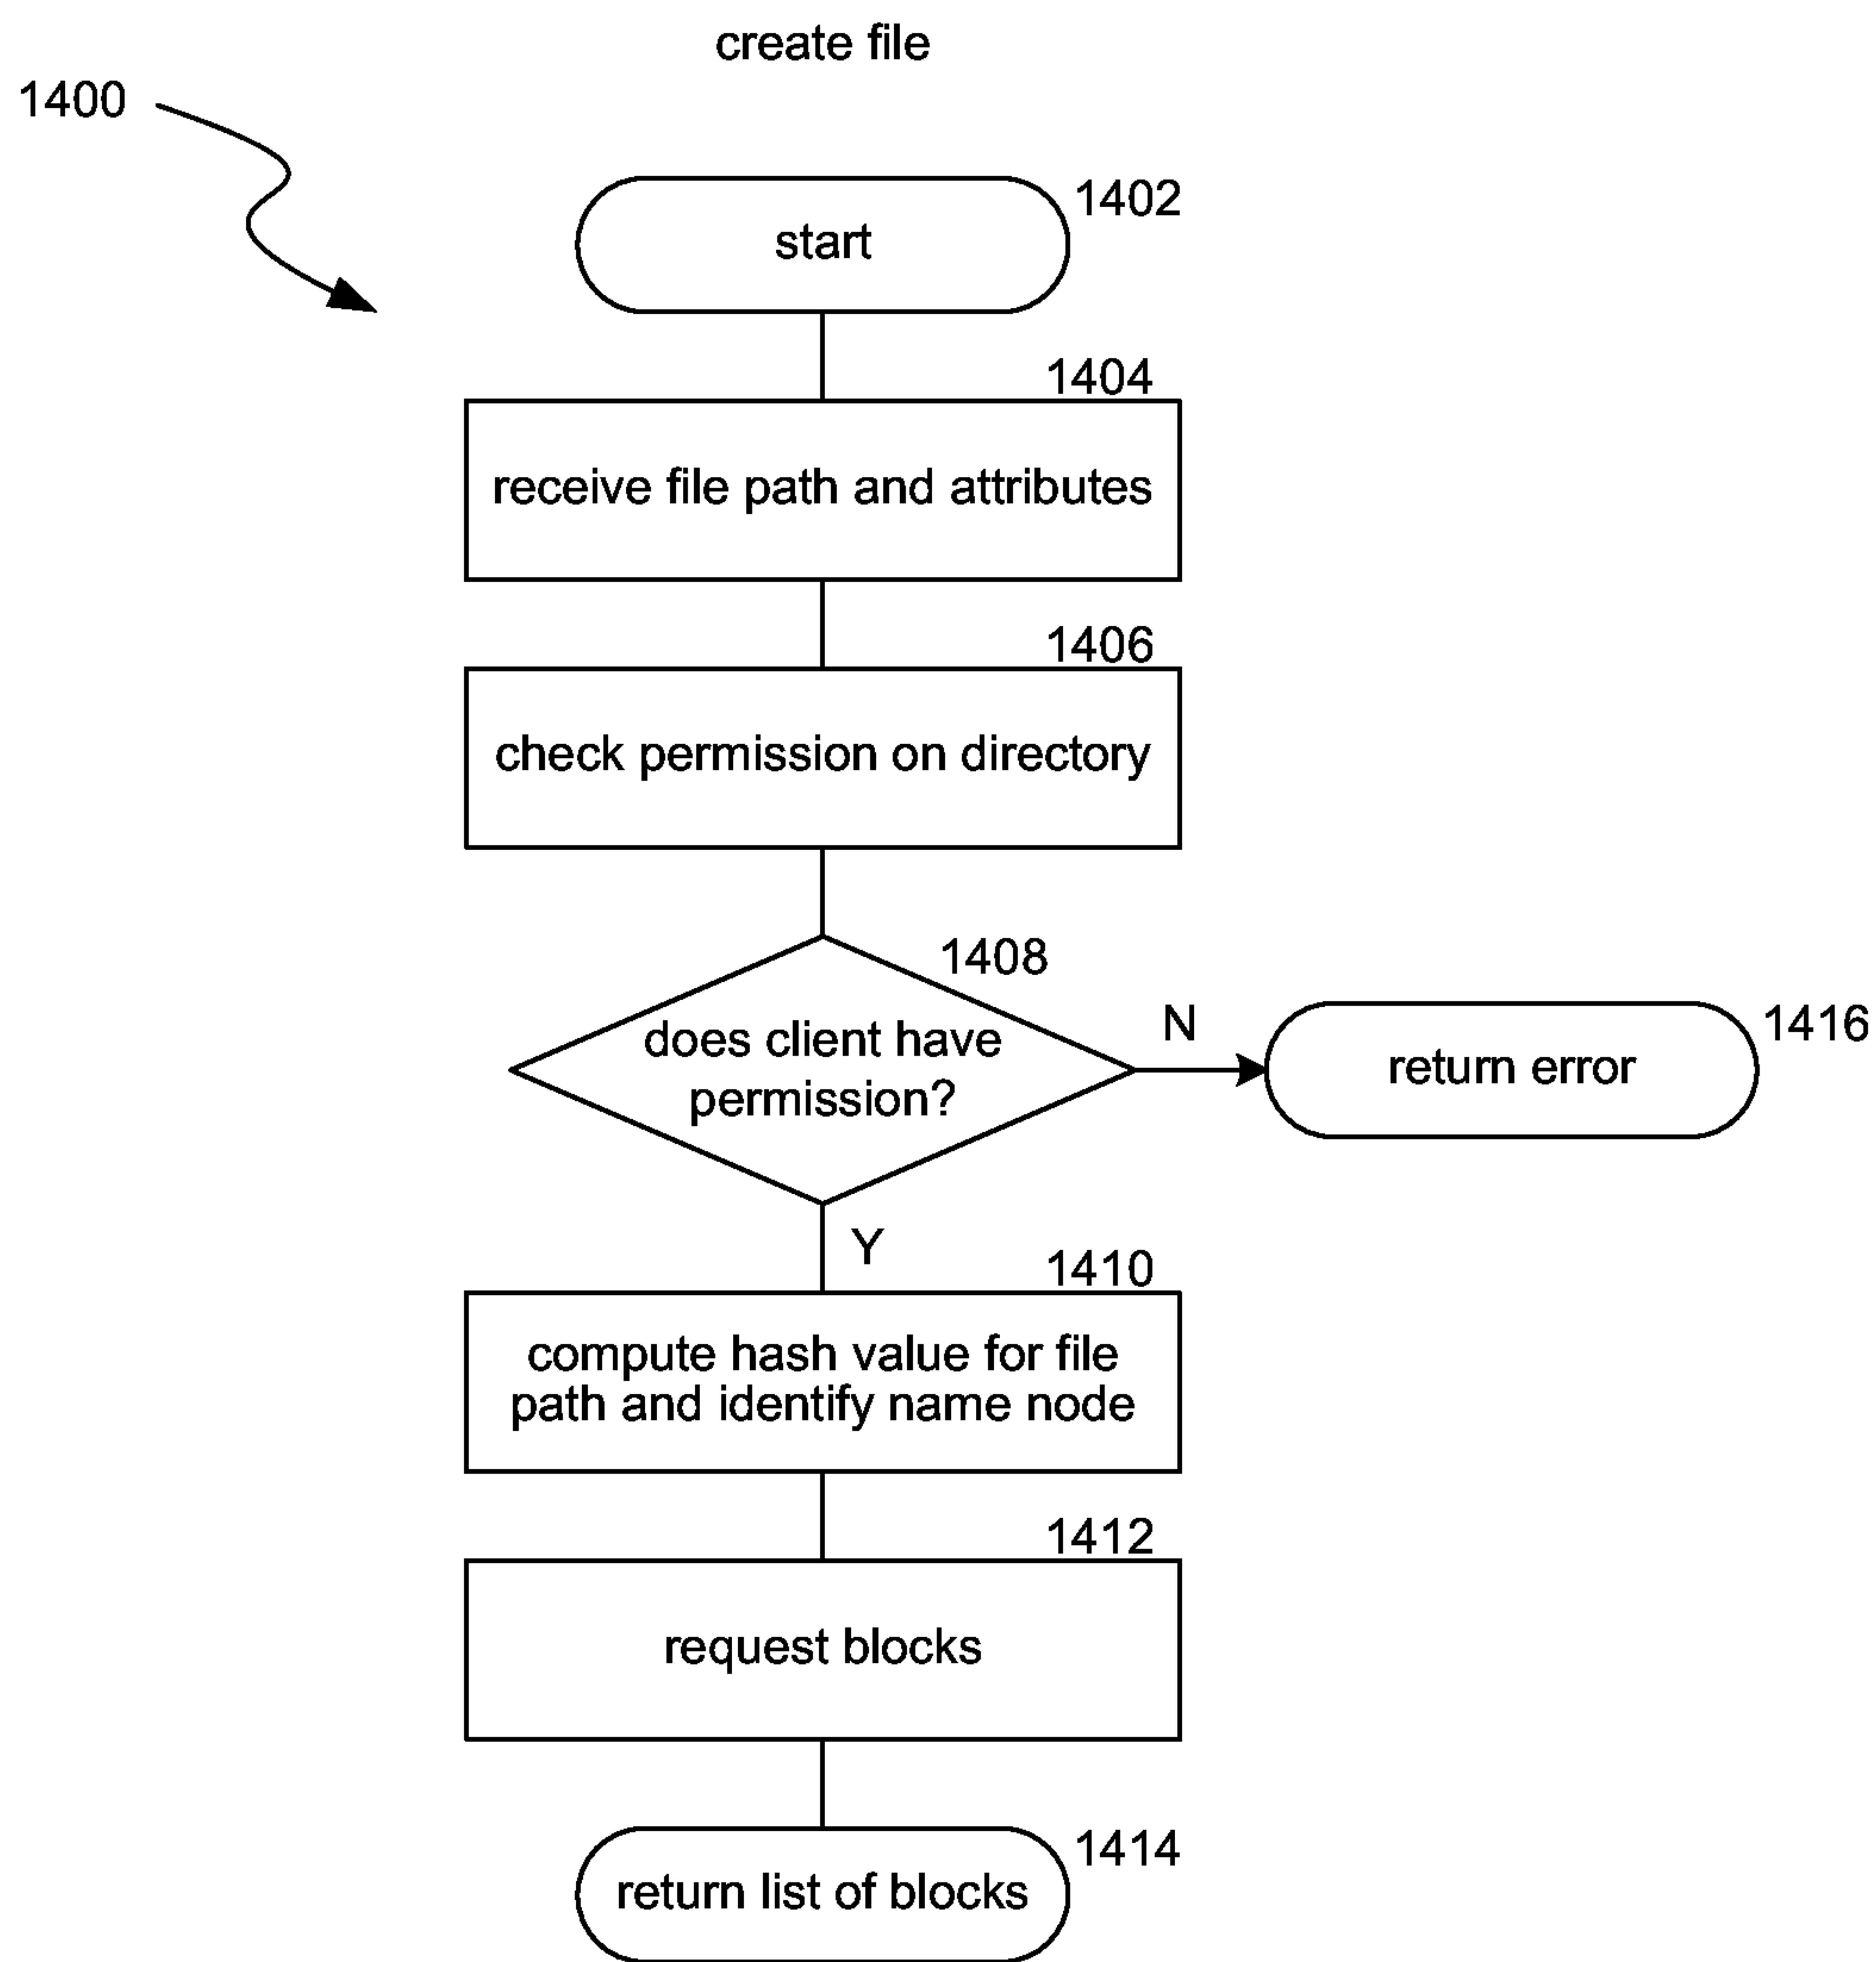 create file
1400
1402
start
1404
receive file path and attributes
1406
check permission on directory
1408
does client have
permission?
N
1416
return error
Y
1410
compute hash value for file
path and identify name node
1412
request blocks
1414
return list of blocks